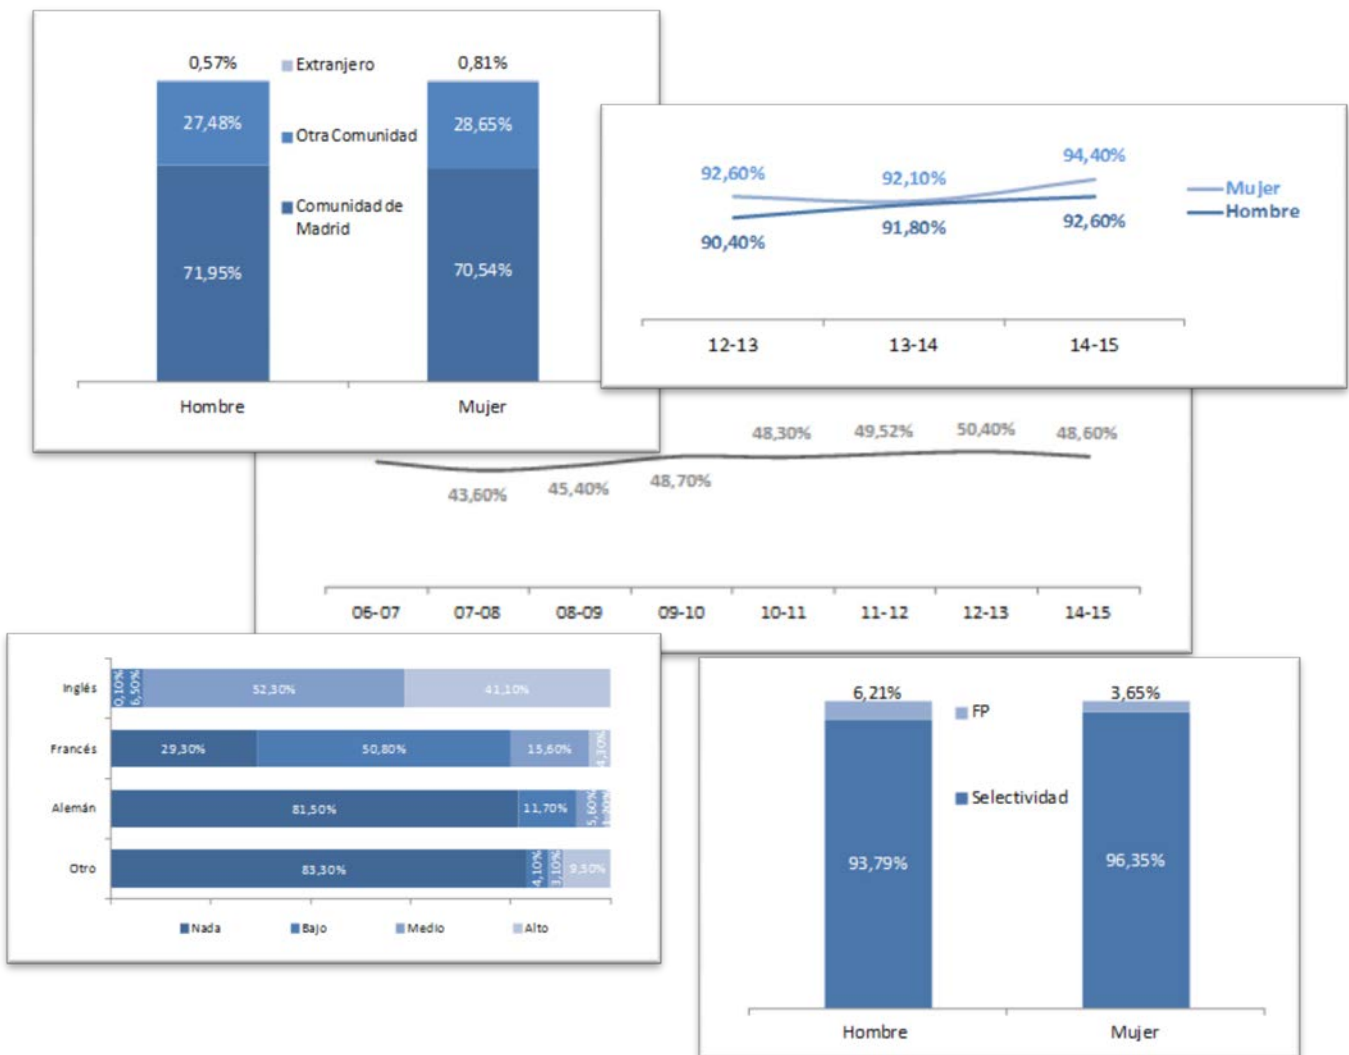 0,57%
Extranjero
0,81%
27,48%
Otra Comunidad
28,65%
Comunidad de
Madrid
71,95%
70,54%
Hombre
Mujer
92,60%
92,10%
94,40%
Mujer
Hombre
90,40%
91,80%
92,60%
12-13
13-14
14-15
48,30%
49,52%
50,40%
48,60%
43,60%
45,40%
48,70%
06-07
07-08
08-09
09-10
10-11
11-12
12-13
14-15
Inglés
0,10%
6,50%
52,30%
41,10%
Francés
29,30%
50,80%
15,60%
4,30%
Alemán
81,50%
11,70%
5,60%
Otro
83,30%
4,10%
3,10%
9,50%
Nada
Bajo
Medio
Alto
6,21%
FP
3,65%
Selectividad
93,79%
96,35%
Hombre
Mujer